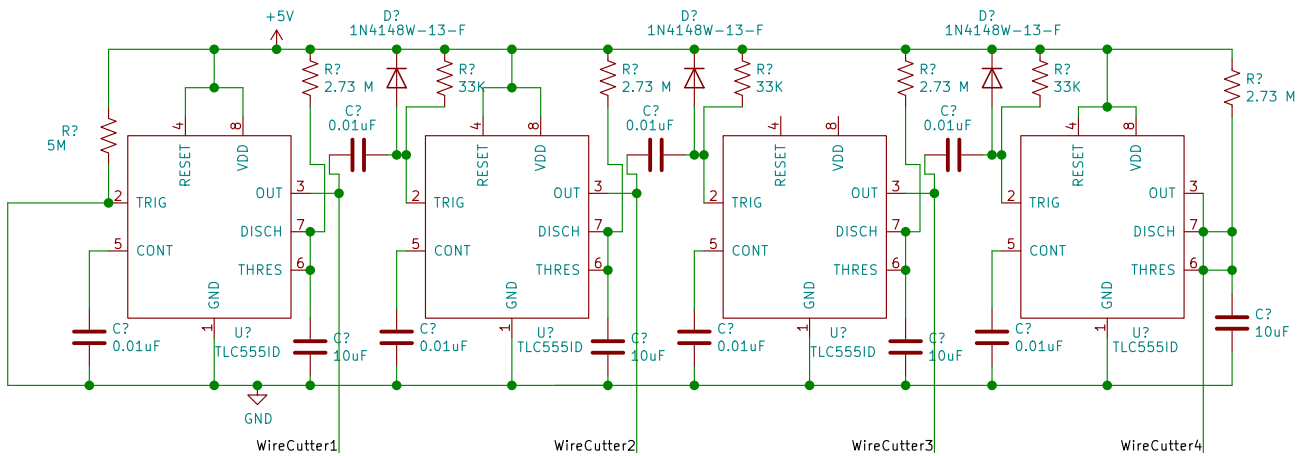 +5V
D?
1N4148W-13-F
D?
1N4148W-13-F
D?
1N4148W-13-F
R?
2.73 M
R?
33K
R?
2.73 M
R?
33K
R?
2.73 M
R?
33K
R?
2.73 M
C?
0.01uF
C?
0.01uF
C?
0.01uF
R?
5M
4
8
RESET
VDD
2
TRIG
OUT
3
DISCH
7
5
CONT
THRES
6
GND
1
U?
TLC555ID
C?
0.01uF
C?
10uF
4
8
RESET
VDD
2
TRIG
OUT
3
DISCH
7
5
CONT
THRES
6
GND
1
U?
TLC555ID
C?
0.01uF
C?
10uF
4
8
RESET
VDD
2
TRIG
OUT
3
DISCH
7
5
CONT
THRES
6
GND
1
U?
TLC555ID
C?
0.01uF
C?
10uF
4
8
RESET
VDD
2
TRIG
OUT
3
DISCH
7
5
CONT
THRES
6
GND
1
U?
TLC555ID
C?
0.01uF
C?
10uF
GND
WireCutter1
WireCutter2
WireCutter3
WireCutter4